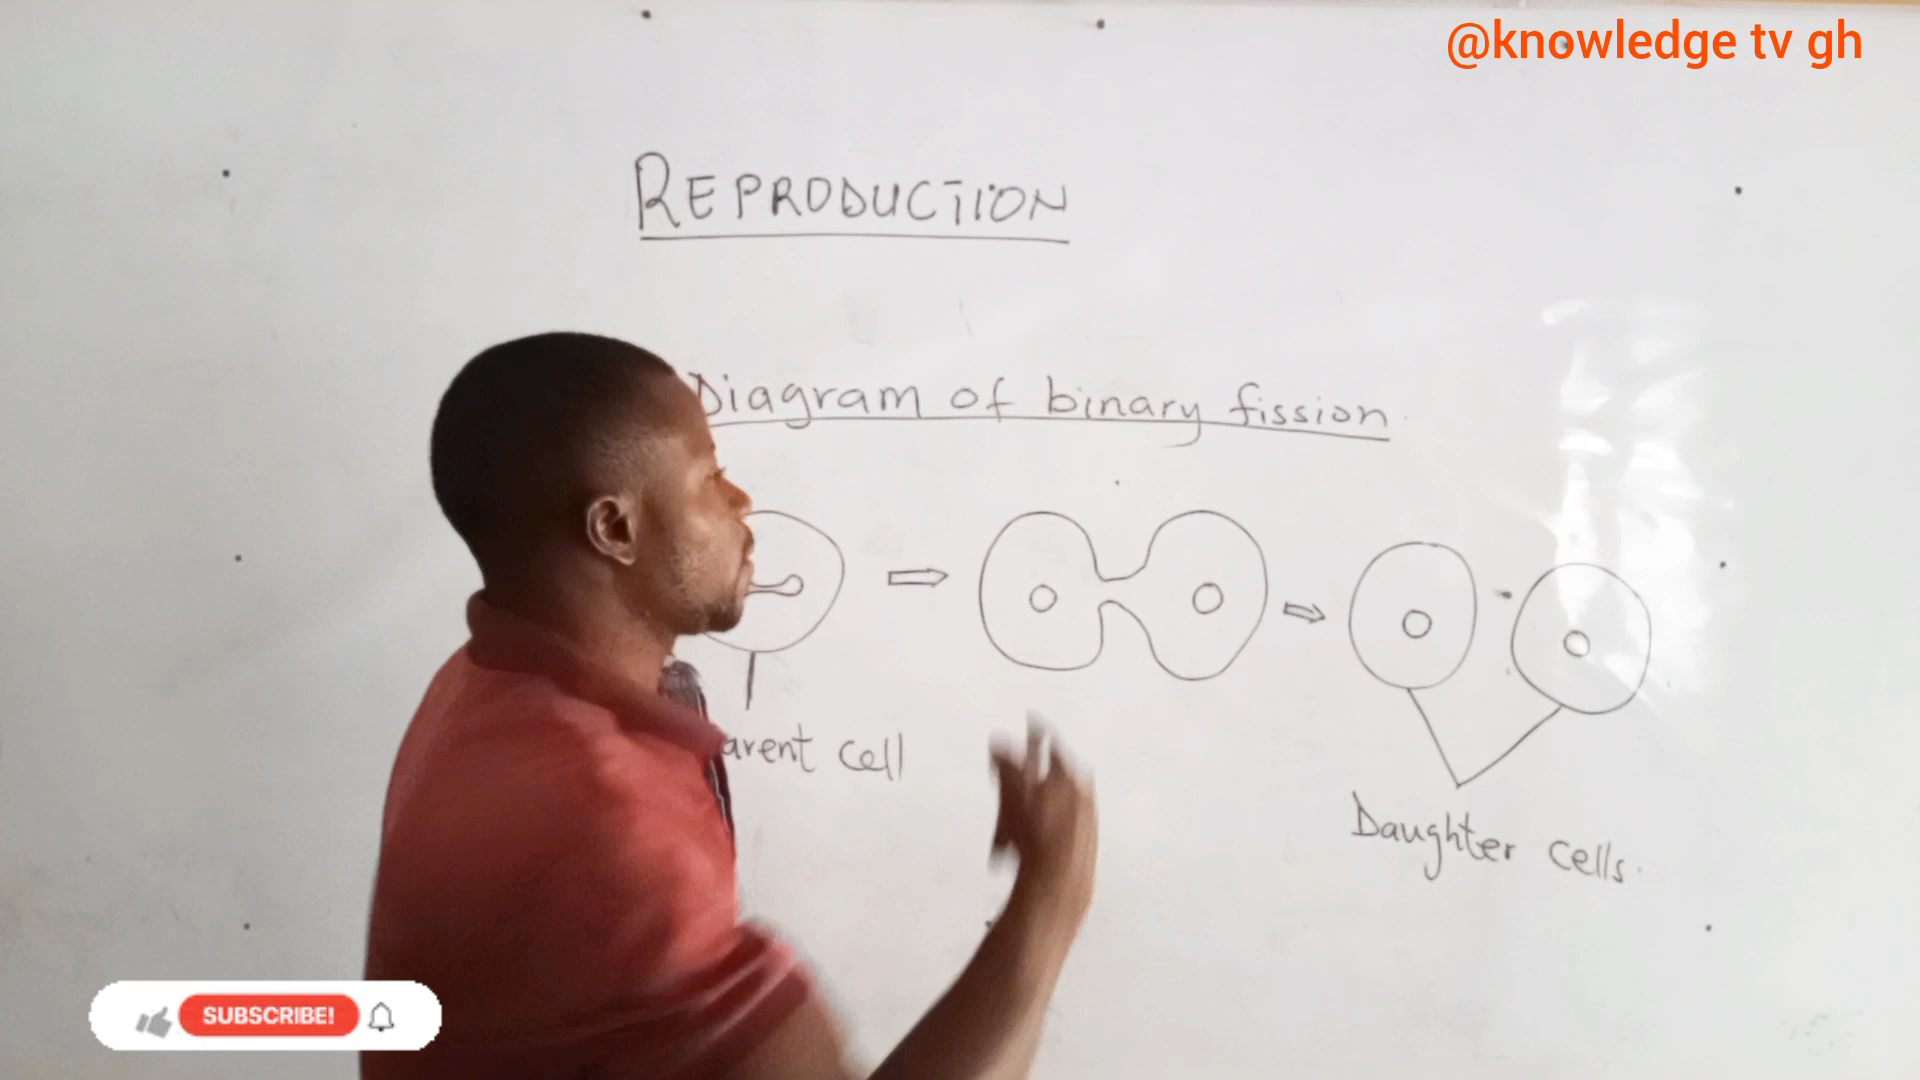 @knowledge tv gh
REPRODUCTION
Diagram of binary fission
arent cell
Daughter cells.
SUBSCRIBE!